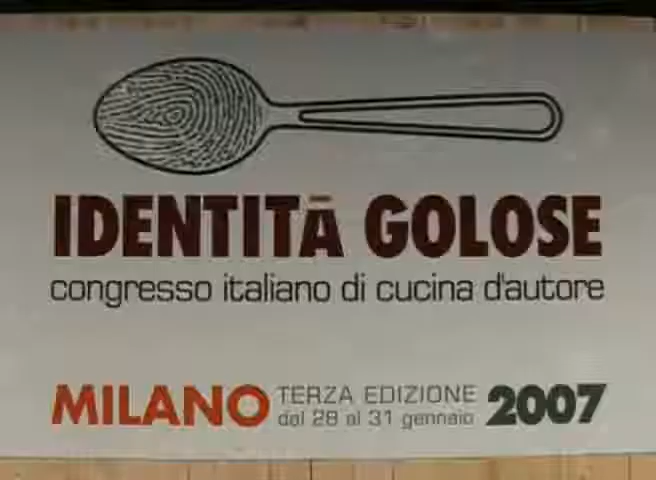 IDENTITÀ GOLOSE
congresso italiano di cucina d'autore
MILANO TERZA EDIZIONE 2007
dal 28 al 31 gennaio